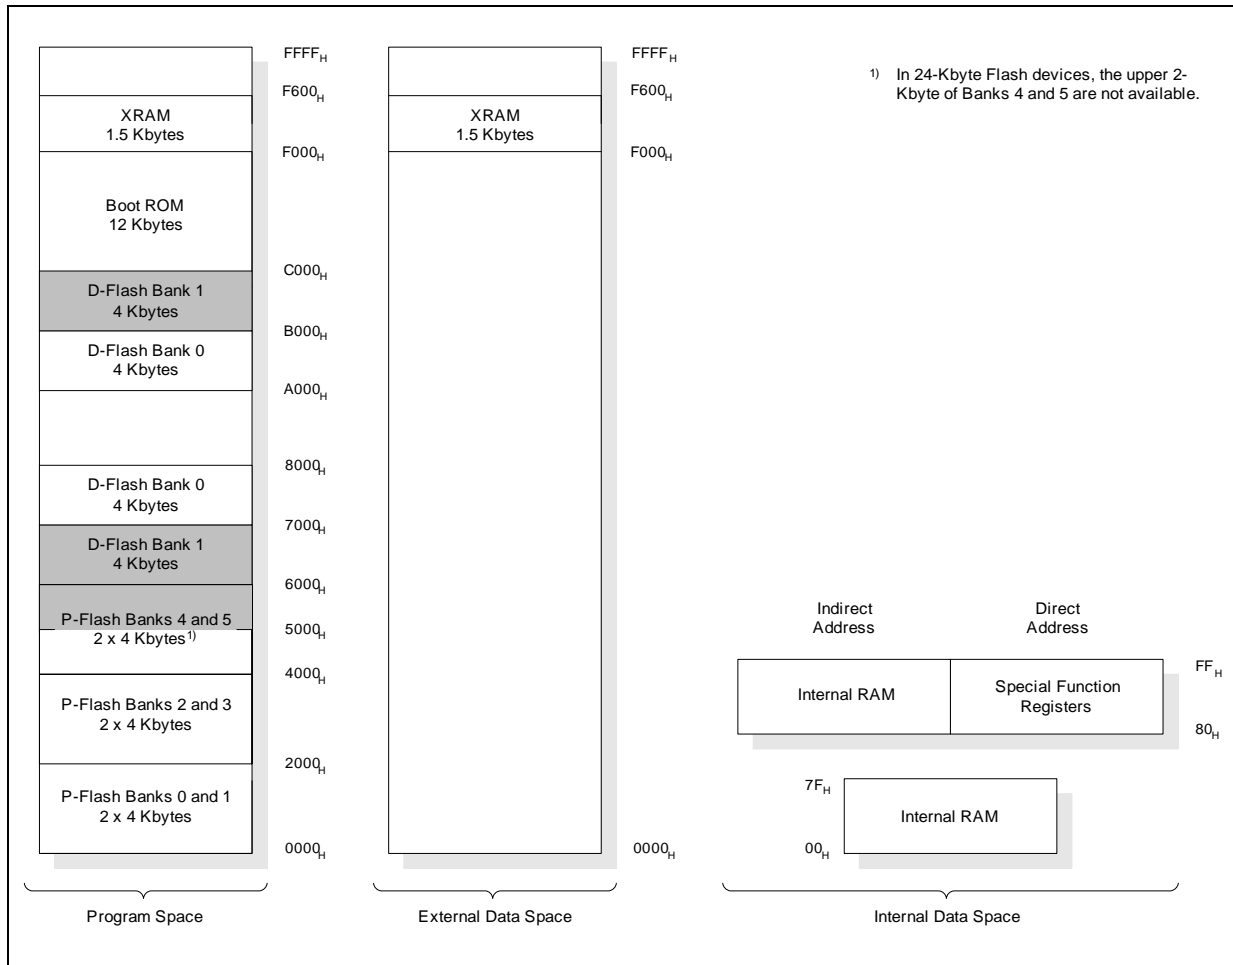 FFFFH
F600H
XRAM
1.5 Kbytes
F000H
Boot ROM
12 Kbytes
C000H
D-Flash Bank 1
4 Kbytes
B000H
D-Flash Bank 0
4 Kbytes
A000H
8000H
D-Flash Bank 0
4 Kbytes
7000H
D-Flash Bank 1
4 Kbytes
6000H
P-Flash Banks 4 and 5
2 x 4 Kbytes1)
5000H
4000H
P-Flash Banks 2 and 3
2 x 4 Kbytes
2000H
P-Flash Banks 0 and 1
2 x 4 Kbytes
0000H
Program Space
FFFFH
F600H
XRAM
1.5 Kbytes
F000H
0000H
External Data Space
1) In 24-Kbyte Flash devices, the upper 2-
Kbyte of Banks 4 and 5 are not available.
Indirect
Address
Direct
Address
Internal RAM
Special Function
Registers
FFH
80H
7FH
Internal RAM
00H
Internal Data Space